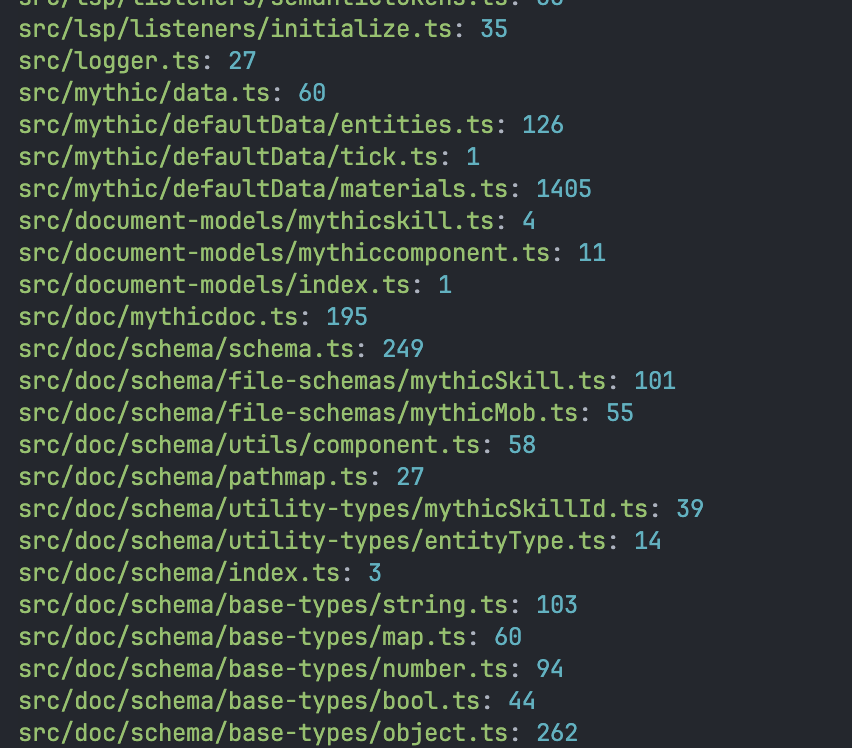 src/lsp/listeners/semantictokens.ts: 66
src/lsp/listeners/initialize.ts: 35
src/logger.ts: 27
src/mythic/data.ts: 60
src/mythic/defaultData/entities.ts: 126
src/mythic/defaultData/tick.ts: 1
src/mythic/defaultData/materials.ts: 1405
src/document-models/mythicskill.ts: 4
src/document-models/mythiccomponent.ts: 11
src/document-models/index.ts: 1
src/doc/mythicdoc.ts: 195
src/doc/schema/schema.ts: 249
src/doc/schema/file-schemas/mythicSkill.ts: 101
src/doc/schema/file-schemas/mythicMob.ts: 55
src/doc/schema/utils/component.ts: 58
src/doc/schema/pathmap.ts: 27
src/doc/schema/utility-types/mythicSkillId.ts: 39
src/doc/schema/utility-types/entityType.ts: 14
src/doc/schema/index.ts: 3
src/doc/schema/base-types/string.ts: 103
src/doc/schema/base-types/map.ts: 60
src/doc/schema/base-types/number.ts: 94
src/doc/schema/base-types/bool.ts: 44
src/doc/schema/base-types/object.ts: 262